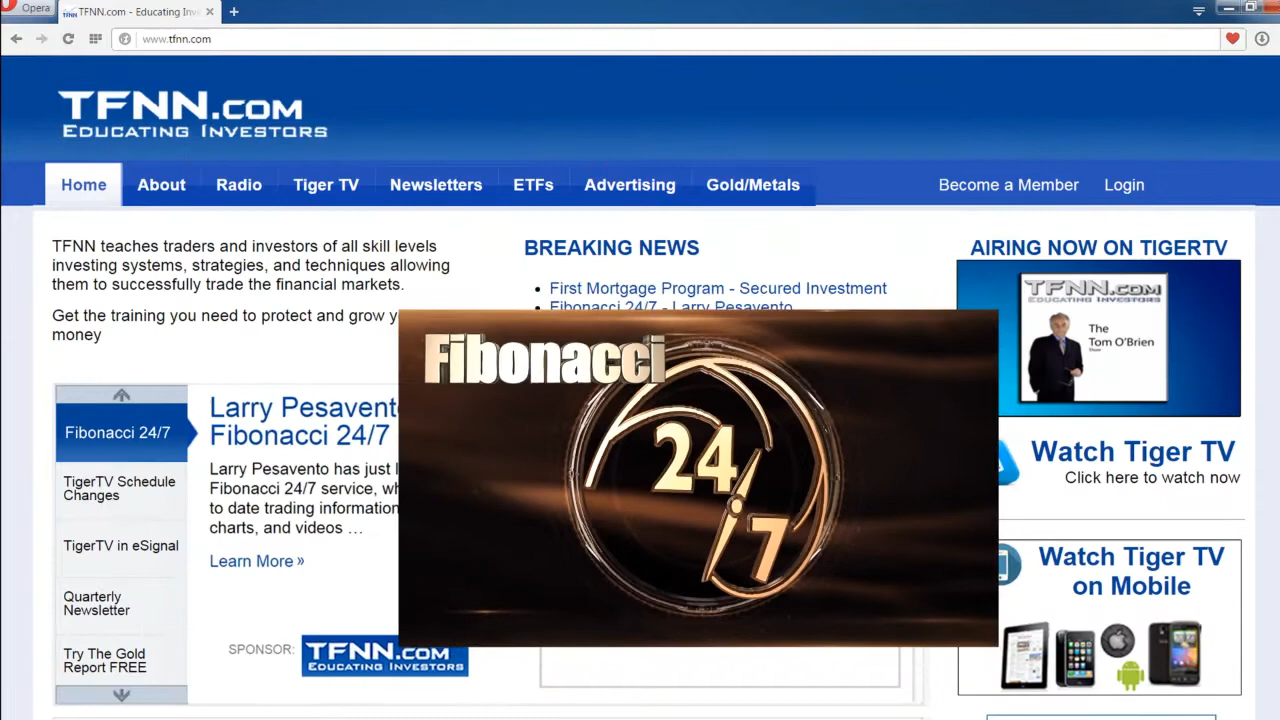 Opera
TFNN.com - Educating Inv
www.tfnn.com
TFNN.COM
EDUCATING INVESTORS
Home
About
Radio
Tiger TV
Newsletters
ETFs
Advertising
Gold/Metals
Become a Member
Login
TFNN teaches traders and investors of all skill levels
investing systems, strategies, and techniques allowing
them to successfully trade the financial markets.
Get the training you need to protect and grow
money
BREAKING NEWS
First Mortgage Program - Secured Investment
Fibonacci 24/7 - Larry Pesavento
AIRING NOW ON TIGERTV
TFNN.COM
EDUCATING INVESTORS
The
Tom O'Brien
Show
Watch Tiger TV
Click here to watch now
Watch Tiger TV
on Mobile
Fibonacci 24/7
TigerTV Schedule
Changes
TigerTV in eSignal
Quarterly
Newsletter
Try The Gold
Report FREE
Larry Pesavento
Fibonacci 24/7
Larry Pesavento has just
Fibonacci 24/7 service,
to date trading information
charts, and videos …
Learn More »
SPONSOR:
TFNN.COM
EDUCATING INVESTORS
Fibonacci
24
7